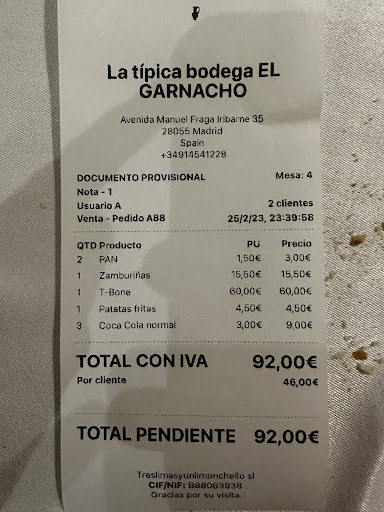 La típica bodega EL
GARNACHO
Avenida Manuel Fraga Iribarne 35
28055 Madrid
Spain
+34914541228
DOCUMENTO PROVISIONAL Mesa: 4
Nota - 1
Usuario A 2 clientes
Venta - Pedido A88 25/2/23, 23:39:58
QTD Producto PU Precio
2 PAN 1,50€ 3,00€
1 Zamburiñas 15,50€ 15,50€
1 T-Bone 60,00€ 60,00€
1 Patatas fritas 4,50€ 4,50€
3 Coca Cola normal 3,00€ 9,00€
TOTAL CON IVA 92,00€
Por cliente 46,00€
TOTAL PENDIENTE 92,00€
Treslimasyunlimonchello sl
CIF/NIF: B88063938
Gracias por su visita.